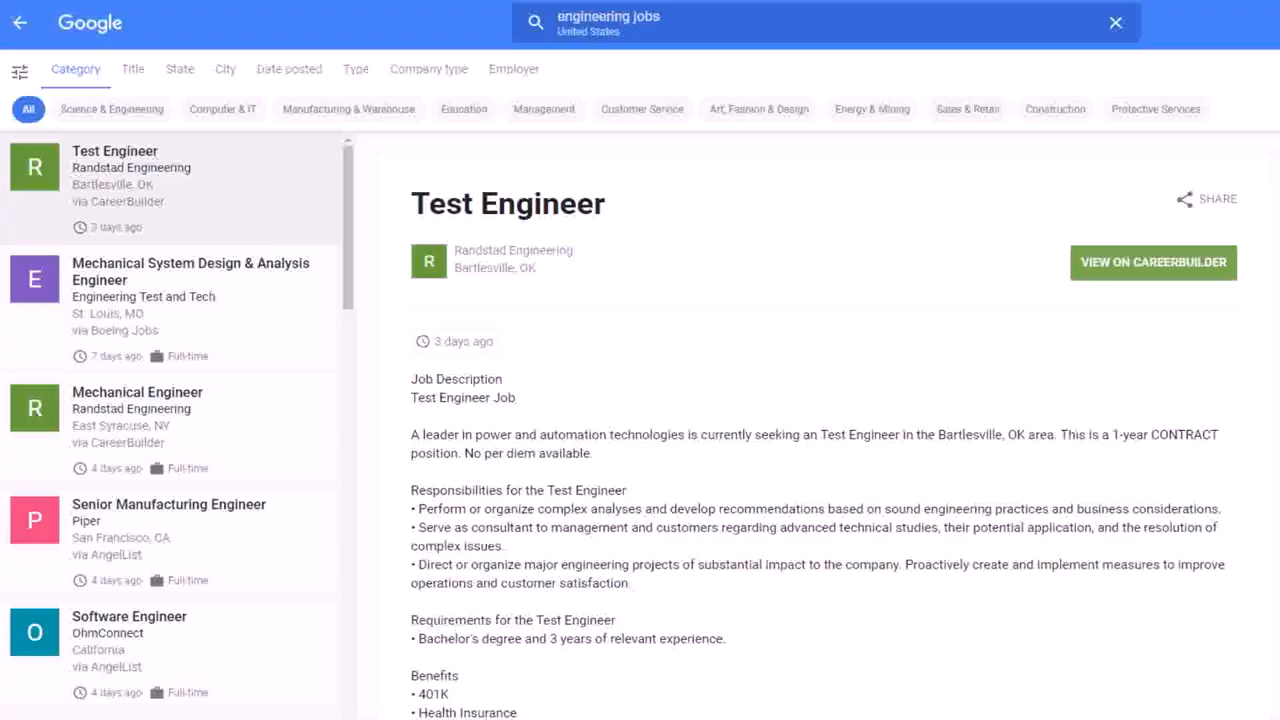 Google
engineering jobs
United States
Category Title State City Date posted Type Company type Employer
All Science & Engineering Computer & IT Manufacturing & Warehouse Education Management Customer Service Art, Fashion & Design Energy & Mining Sales & Retail Construction Protective Services
R
Test Engineer
Randstad Engineering
Bartlesville, OK
via CareerBuilder
3 days ago
E
Mechanical System Design & Analysis
Engineer
Engineering Test and Tech
St. Louis, MO
via Boeing Jobs
7 days ago Full-time
R
Mechanical Engineer
Randstad Engineering
East Syracuse, NY
via CareerBuilder
4 days ago Full-time
P
Senior Manufacturing Engineer
Piper
San Francisco, CA
via AngelList
4 days ago Full-time
O
Software Engineer
OhmConnect
California
via AngelList
4 days ago Full-time
Test Engineer
SHARE
R
Randstad Engineering
Bartlesville, OK
VIEW ON CAREERBUILDER
3 days ago
Job Description
Test Engineer Job
A leader in power and automation technologies is currently seeking an Test Engineer in the Bartlesville, OK area. This is a 1-year CONTRACT
position. No per diem available.
Responsibilities for the Test Engineer
• Perform or organize complex analyses and develop recommendations based on sound engineering practices and business considerations.
• Serve as consultant to management and customers regarding advanced technical studies, their potential application, and the resolution of
complex issues.
• Direct or organize major engineering projects of substantial impact to the company. Proactively create and implement measures to improve
operations and customer satisfaction.
Requirements for the Test Engineer
• Bachelor's degree and 3 years of relevant experience.
Benefits
• 401K
• Health Insurance